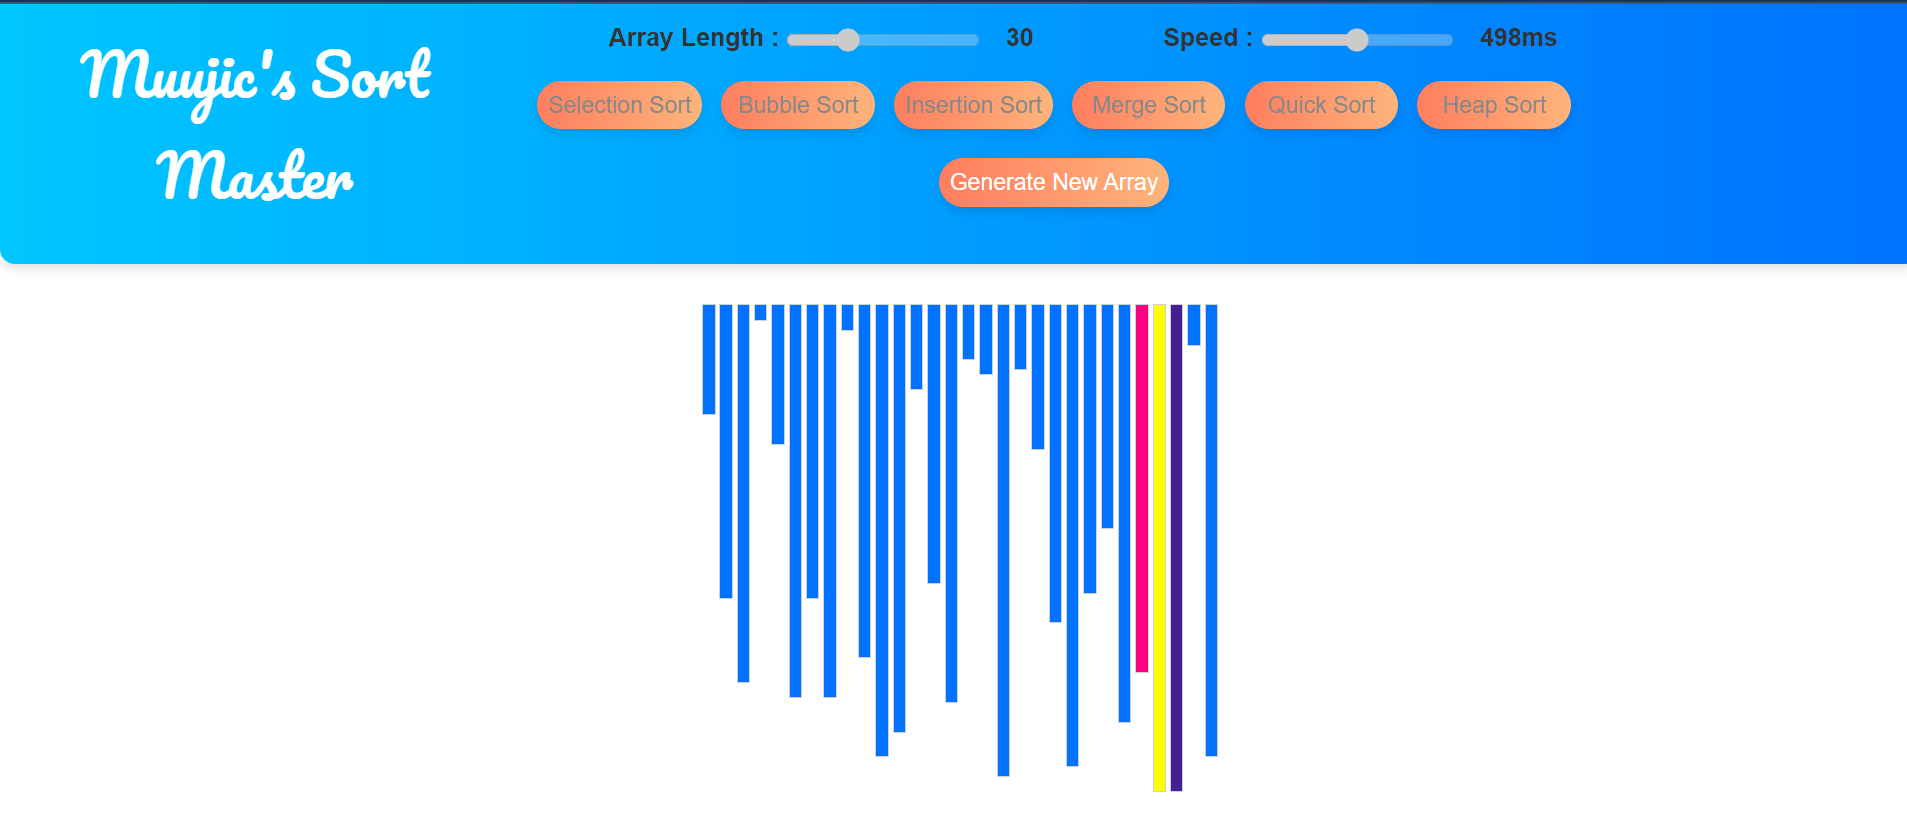 Muujic's Sort
Master
Array Length : 30
Speed : 498ms
Selection Sort
Bubble Sort
Insertion Sort
Merge Sort
Quick Sort
Heap Sort
Generate New Array